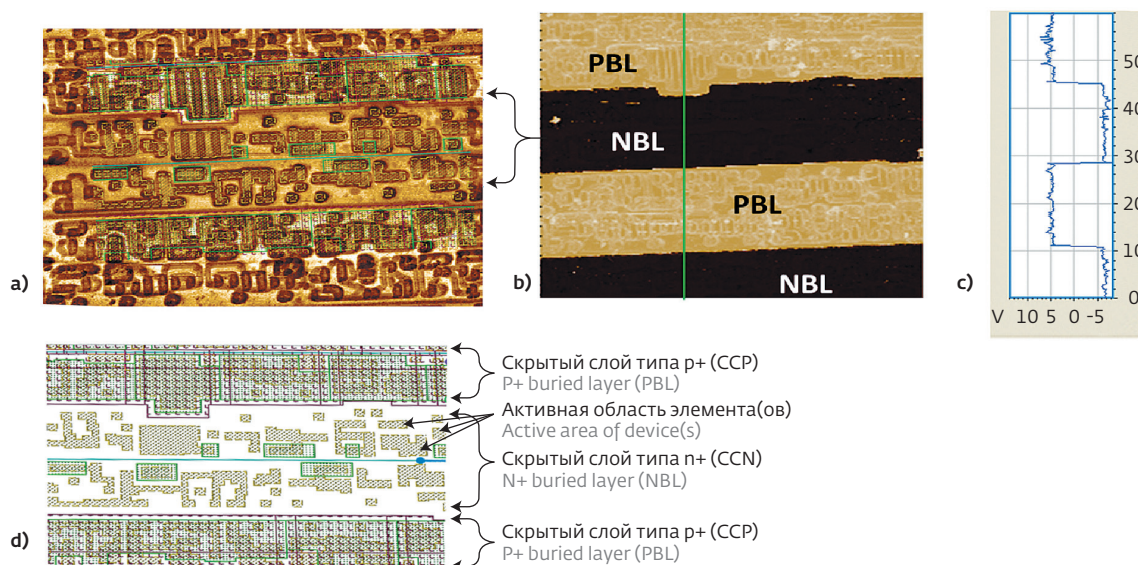 a)
b)
PBL
NBL
PBL
NBL
c)
50
40
30
20
10
0
V 10 5 0 -5
d)
Скрытый слой типа p+ (ССР)
P+ buried layer (PBL)
Активная область элемента(ов)
Active area of device(s)
Скрытый слой типа n+ (CCN)
N+ buried layer (NBL)
Скрытый слой типа p+ (ССР)
P+ buried layer (PBL)